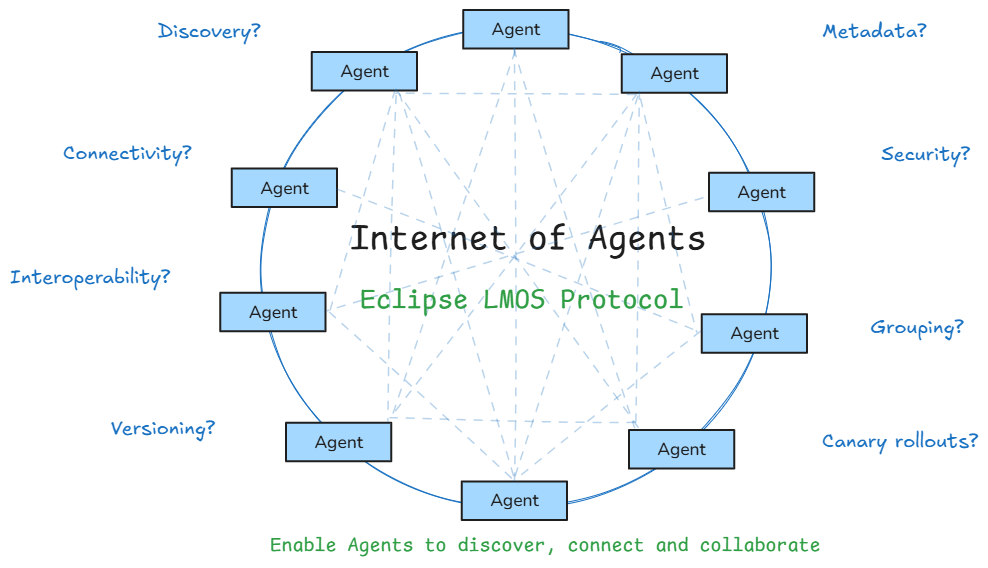 Discovery?
Agent
Metadata?
Agent
Agent
Connectivity?
Security?
Agent
Agent
Internet of Agents
Interoperability?
Eclipse LMOS Protocol
Agent
Grouping?
Agent
Versioning?
Agent
Agent
Canary rollouts?
Agent
Enable Agents to discover, connect and collaborate